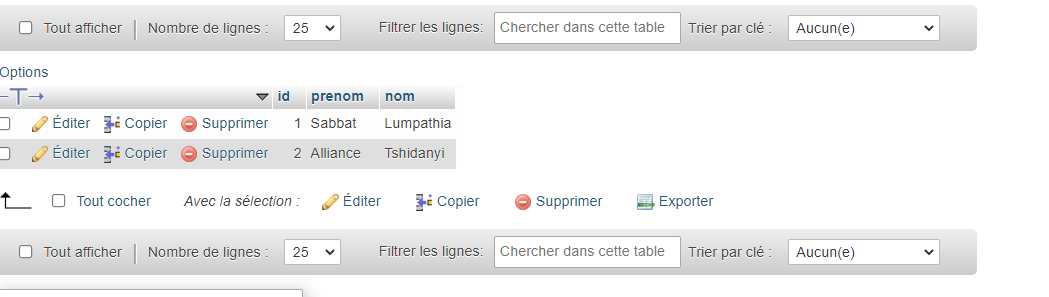 Tout afficher Nombre de lignes : 25 Filtrer les lignes: Chercher dans cette table Trier par clé : Aucun(e)
Options
id prenom nom
Éditer Copier Supprimer 1 Sabbat Lumpathia
Éditer Copier Supprimer 2 Alliance Tshidanyi
Tout cocher Avec la sélection : Éditer Copier Supprimer Exporter
Tout afficher Nombre de lignes : 25 Filtrer les lignes: Chercher dans cette table Trier par clé : Aucun(e)